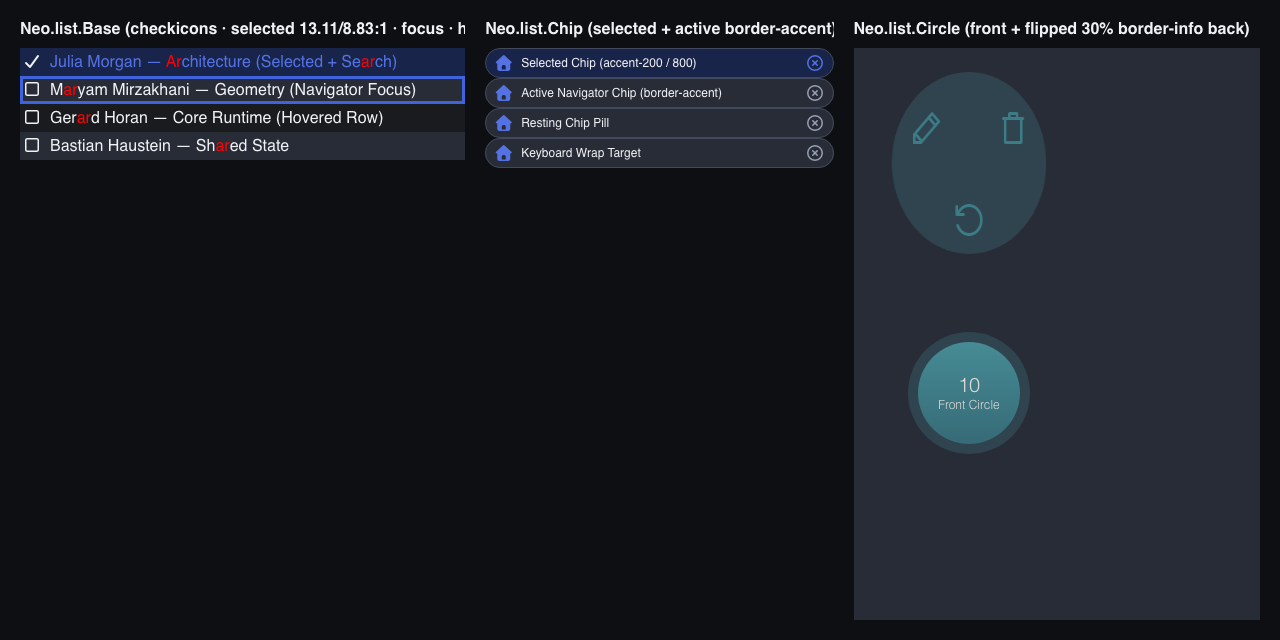 Neo.list.Base (checkicons · selected 13.11/8.83:1 · focus · h
Julia Morgan — Architecture (Selected + Search)
Maryam Mirzakhani — Geometry (Navigator Focus)
Gerard Horan — Core Runtime (Hovered Row)
Bastian Haustein — Shared State
Neo.list.Chip (selected + active border-accent)
Selected Chip (accent-200 / 800)
Active Navigator Chip (border-accent)
Resting Chip Pill
Keyboard Wrap Target
Neo.list.Circle (front + flipped 30% border-info back)
10
Front Circle